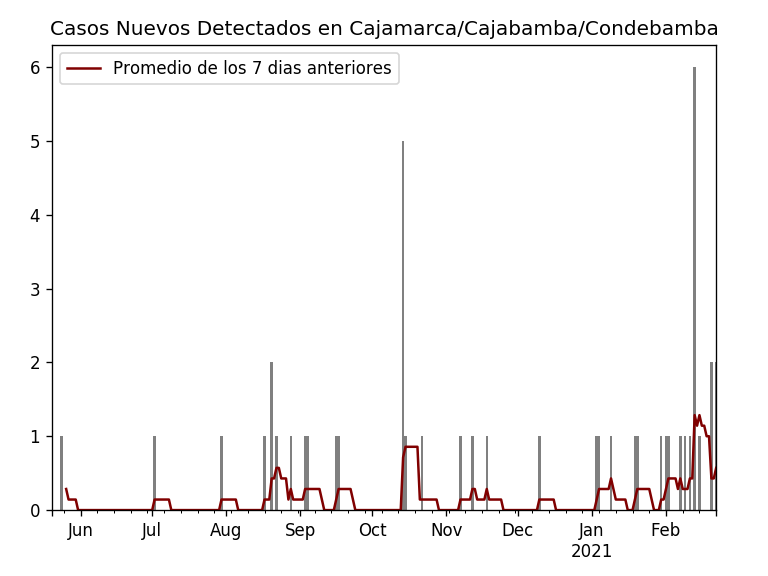 Casos Nuevos Detectados en Cajamarca/Cajabamba/Condebamba
Promedio de los 7 dias anteriores
6
5
4
3
2
1
0
Jun Jul Aug Sep Oct Nov Dec Jan Feb
2021